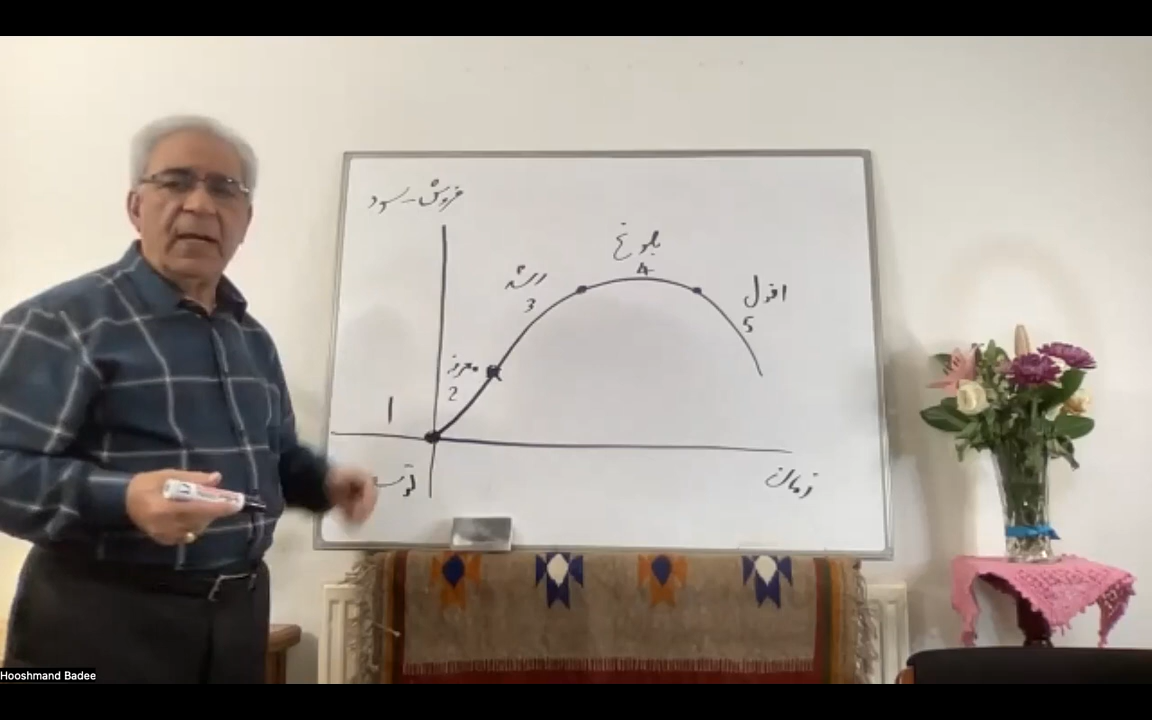 فروش - سود
بلوغ
4
رشد
3
افول
5
معرفی
2
1
زمان
Hooshmand Badee